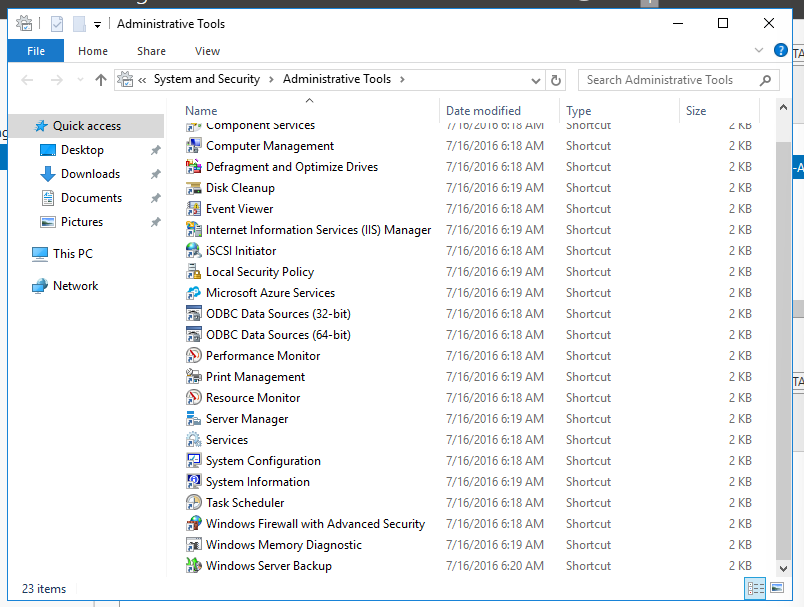 Administrative Tools
File Home Share View
« System and Security > Administrative Tools > Search Administrative Tools
Name Date modified Type Size
Quick access
Desktop
Downloads
Documents
Pictures
This PC
Network
Component Services 7/16/2016 6:18 AM Shortcut 2 KB
Computer Management 7/16/2016 6:18 AM Shortcut 2 KB
Defragment and Optimize Drives 7/16/2016 6:18 AM Shortcut 2 KB
Disk Cleanup 7/16/2016 6:19 AM Shortcut 2 KB
Event Viewer 7/16/2016 6:18 AM Shortcut 2 KB
Internet Information Services (IIS) Manager 7/16/2016 6:19 AM Shortcut 2 KB
iSCSI Initiator 7/16/2016 6:18 AM Shortcut 2 KB
Local Security Policy 7/16/2016 6:19 AM Shortcut 2 KB
Microsoft Azure Services 7/16/2016 6:19 AM Shortcut 2 KB
ODBC Data Sources (32-bit) 7/16/2016 6:18 AM Shortcut 2 KB
ODBC Data Sources (64-bit) 7/16/2016 6:18 AM Shortcut 2 KB
Performance Monitor 7/16/2016 6:18 AM Shortcut 2 KB
Print Management 7/16/2016 6:19 AM Shortcut 2 KB
Resource Monitor 7/16/2016 6:18 AM Shortcut 2 KB
Server Manager 7/16/2016 6:19 AM Shortcut 2 KB
Services 7/16/2016 6:18 AM Shortcut 2 KB
System Configuration 7/16/2016 6:18 AM Shortcut 2 KB
System Information 7/16/2016 6:19 AM Shortcut 2 KB
Task Scheduler 7/16/2016 6:18 AM Shortcut 2 KB
Windows Firewall with Advanced Security 7/16/2016 6:18 AM Shortcut 2 KB
Windows Memory Diagnostic 7/16/2016 6:19 AM Shortcut 2 KB
Windows Server Backup 7/16/2016 6:20 AM Shortcut 2 KB
23 items